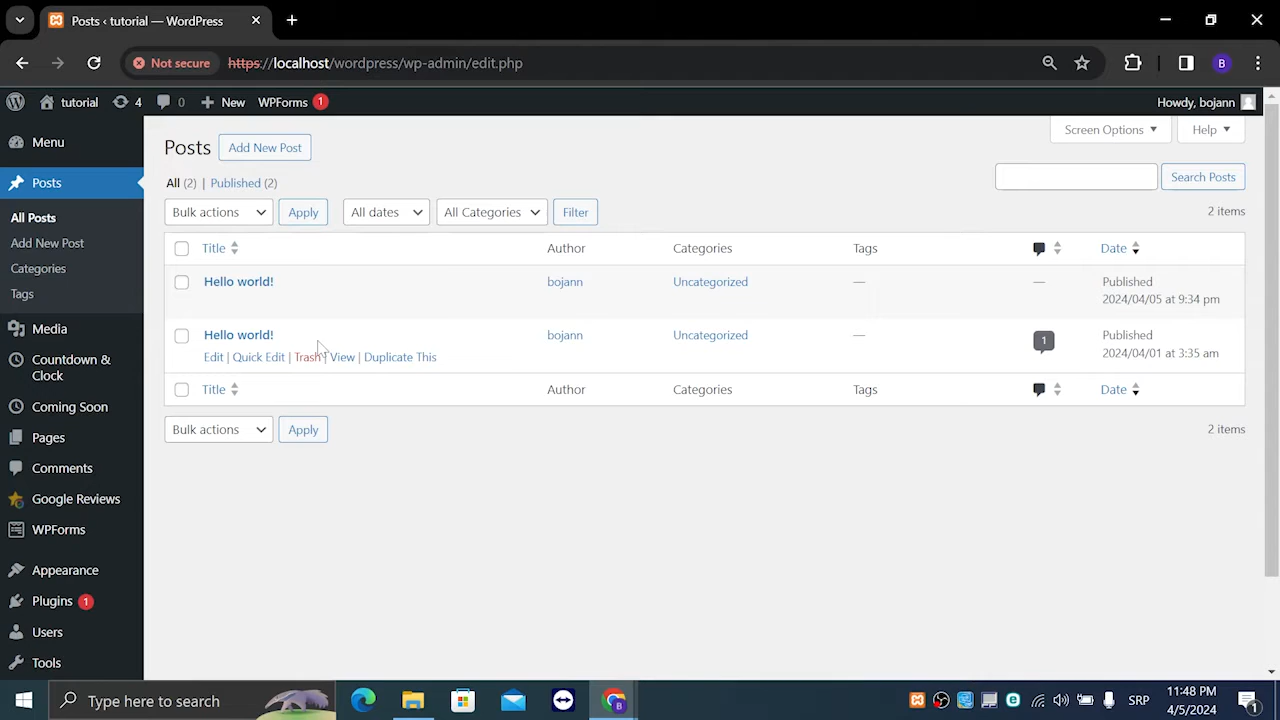 Posts ‹ tutorial — WordPress
Not secure https://localhost/wordpress/wp-admin/edit.php B
tutorial 4 0 New WPForms 1 Howdy, bojann
Menu
Posts
All Posts
Add New Post
Categories
Tags
Media
Countdown &
Clock
Coming Soon
Pages
Comments
Google Reviews
WPForms
Appearance
Plugins 1
Users
Tools
Screen Options Help
Posts Add New Post
All (2) | Published (2)
Search Posts
Bulk actions Apply All dates All Categories Filter 2 items
Title Author Categories Tags Date
Hello world! bojann Uncategorized — — Published
2024/04/05 at 9:34 pm
Hello world! bojann Uncategorized — 1 Published
2024/04/01 at 3:35 am
Edit | Quick Edit | Trash | View | Duplicate This
Title Author Categories Tags Date
Bulk actions Apply 2 items
Type here to search B SRP 11:48 PM
4/5/2024 1